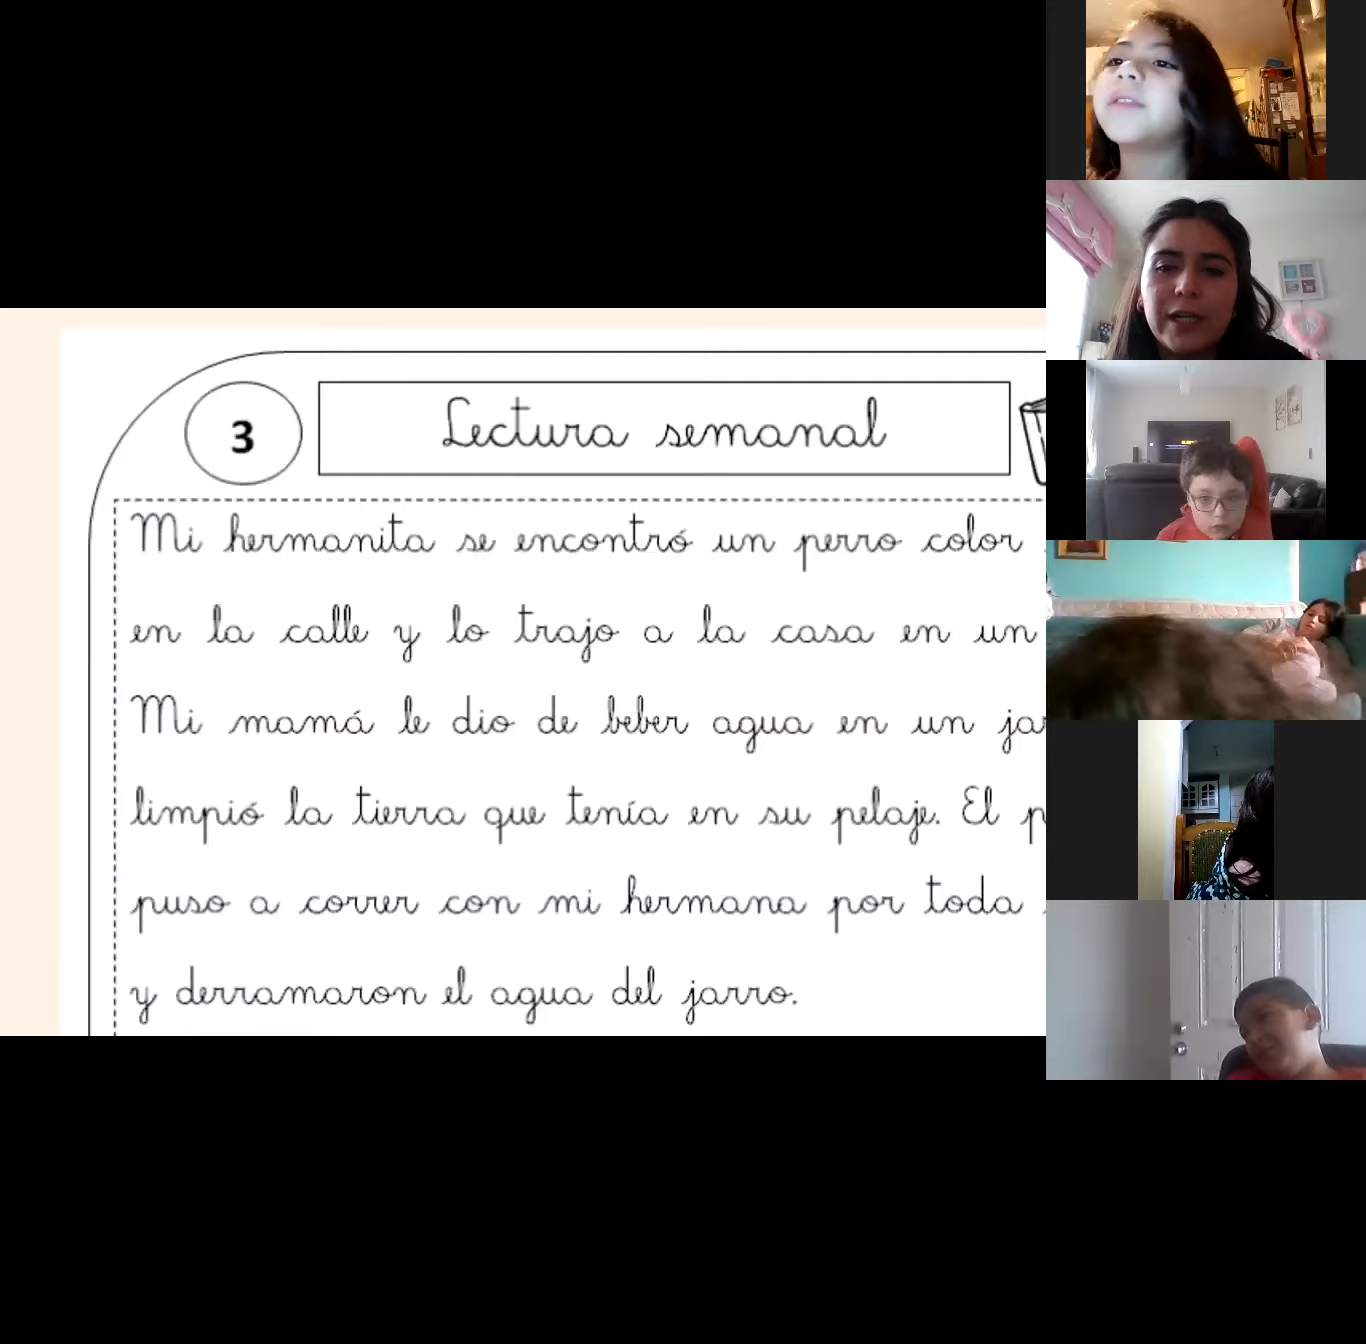 3
Lectura semanal
Mi hermanita se encontró un perro color
en la calle y lo trajo a la casa en un
Mi mamá le dio de beber agua en un
limpió la tierra que tenía en su pelaje. El
puso a correr con mi hermana por toda
y derramaron el agua del jarro.